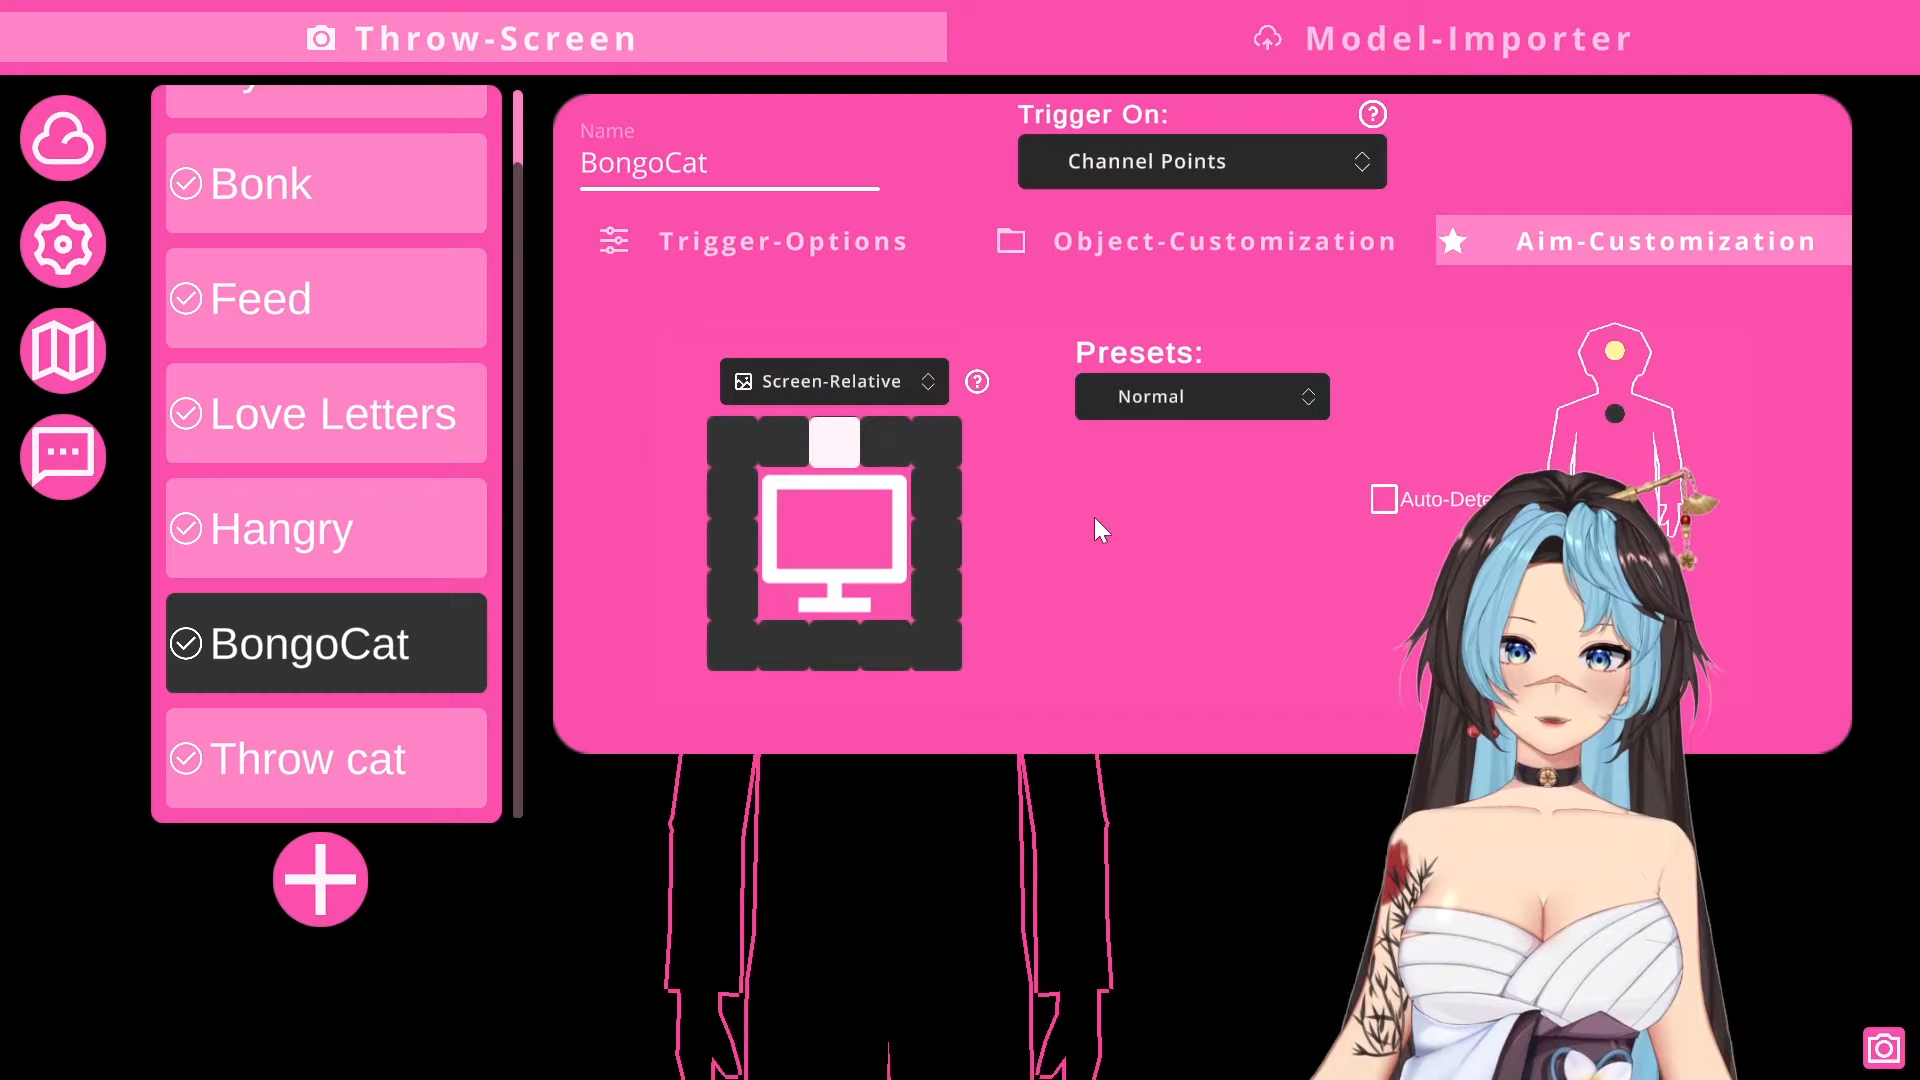 Throw-Screen
Model-Importer
Bonk
Feed
Love Letters
Hangry
BongoCat
Throw cat
Name
BongoCat
Trigger On:
?
Channel Points
Trigger-Options
Object-Customization
Aim-Customization
Screen-Relative
?
Presets:
Normal
Auto-Dete